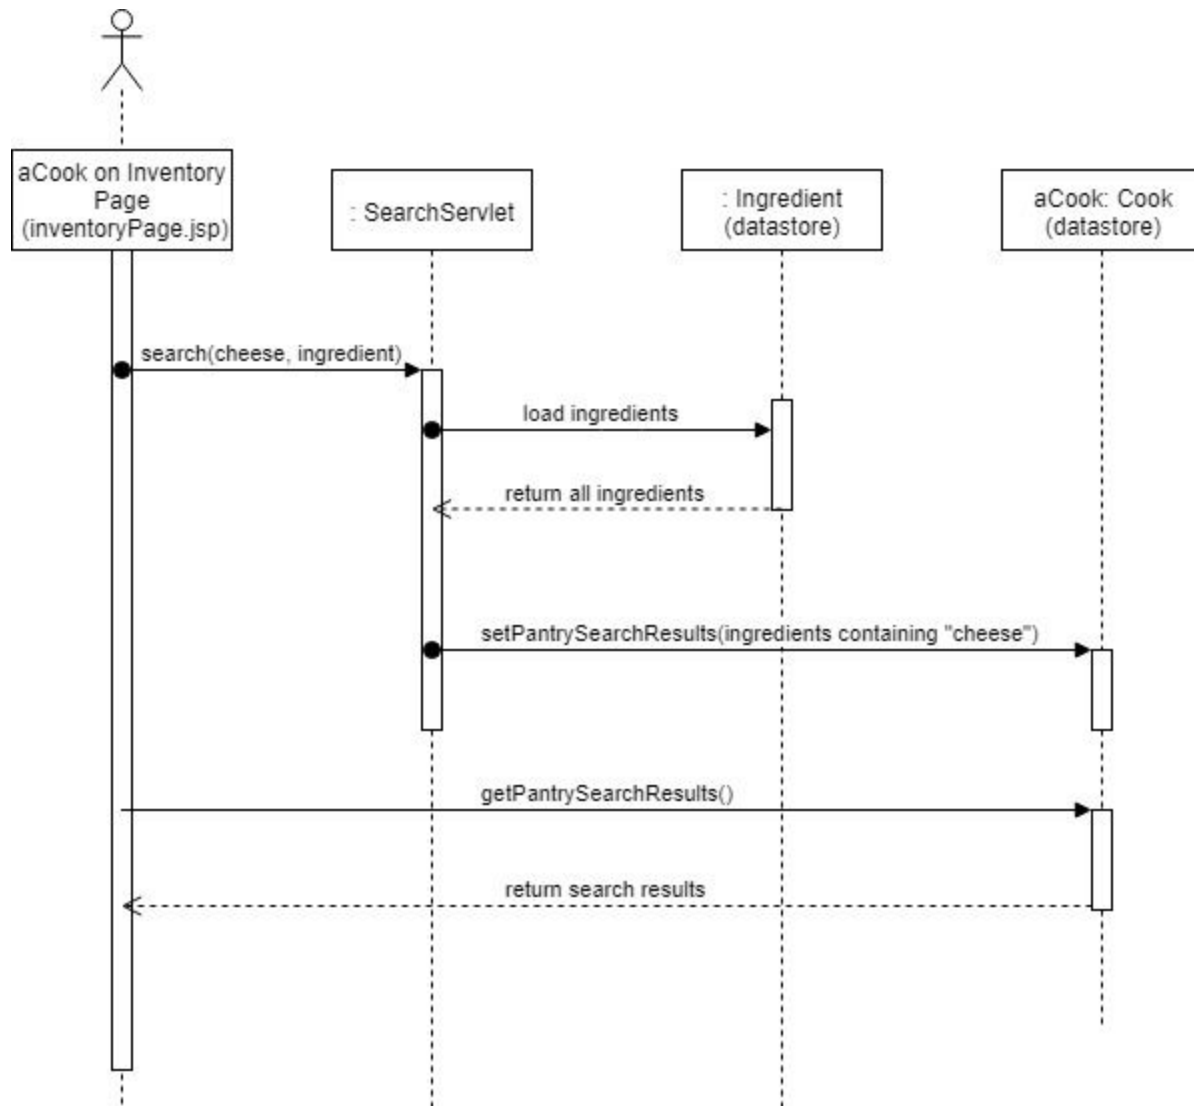 aCook on Inventory
Page
(inventoryPage.jsp)
: SearchServlet
: Ingredient
(datastore)
aCook: Cook
(datastore)
search(cheese, ingredient)
load ingredients
return all ingredients
setPantrySearchResults(ingredients containing "cheese")
getPantrySearchResults()
return search results